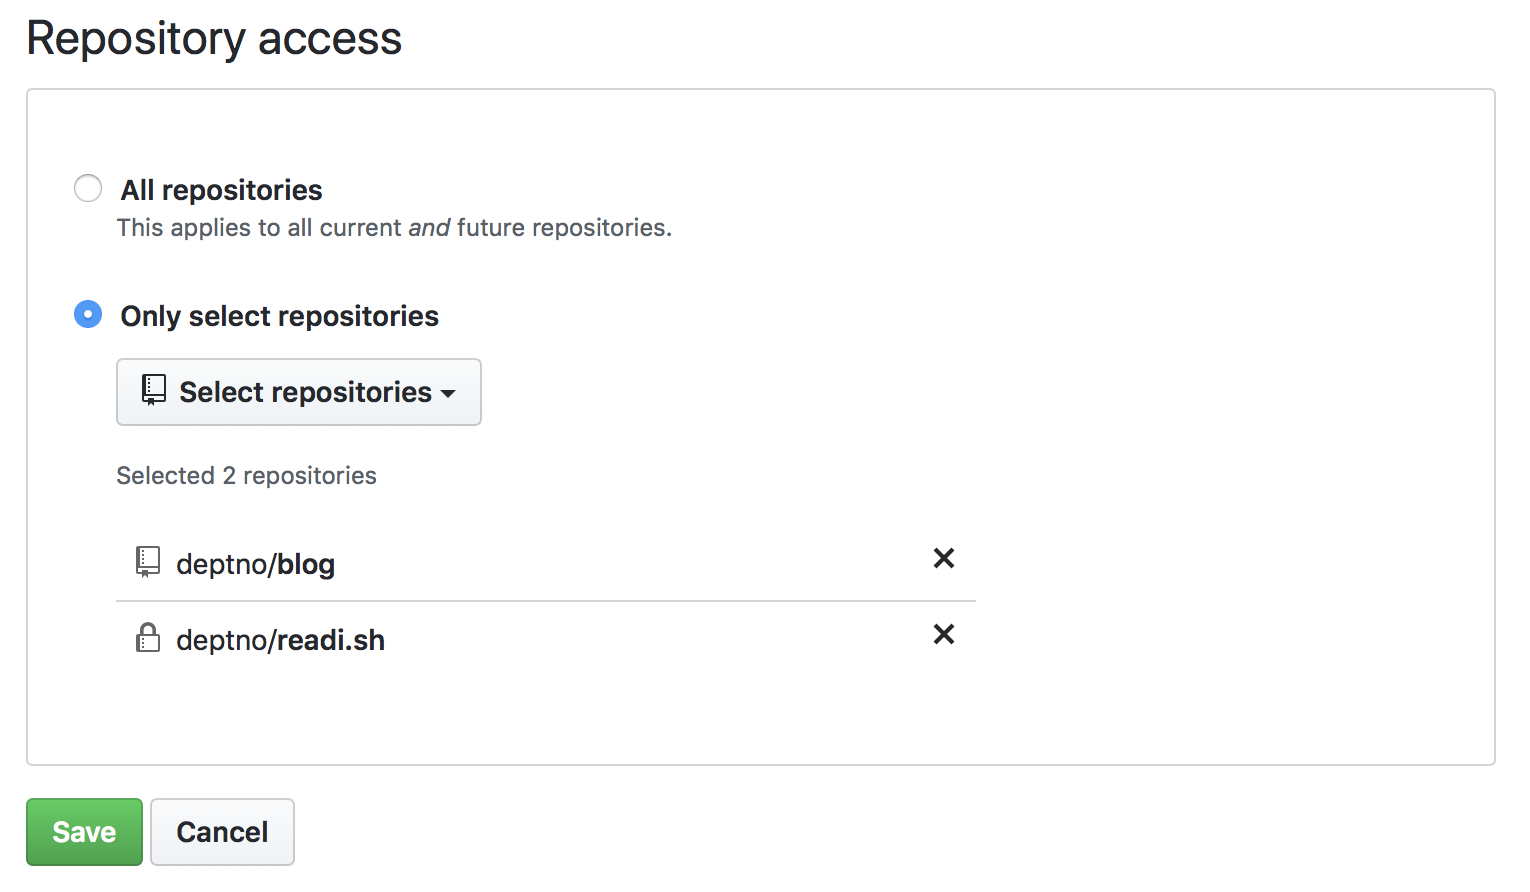 Repository access
All repositories
This applies to all current and future repositories.
Only select repositories
Select repositories
Selected 2 repositories
deptno/blog
deptno/readi.sh
Save
Cancel